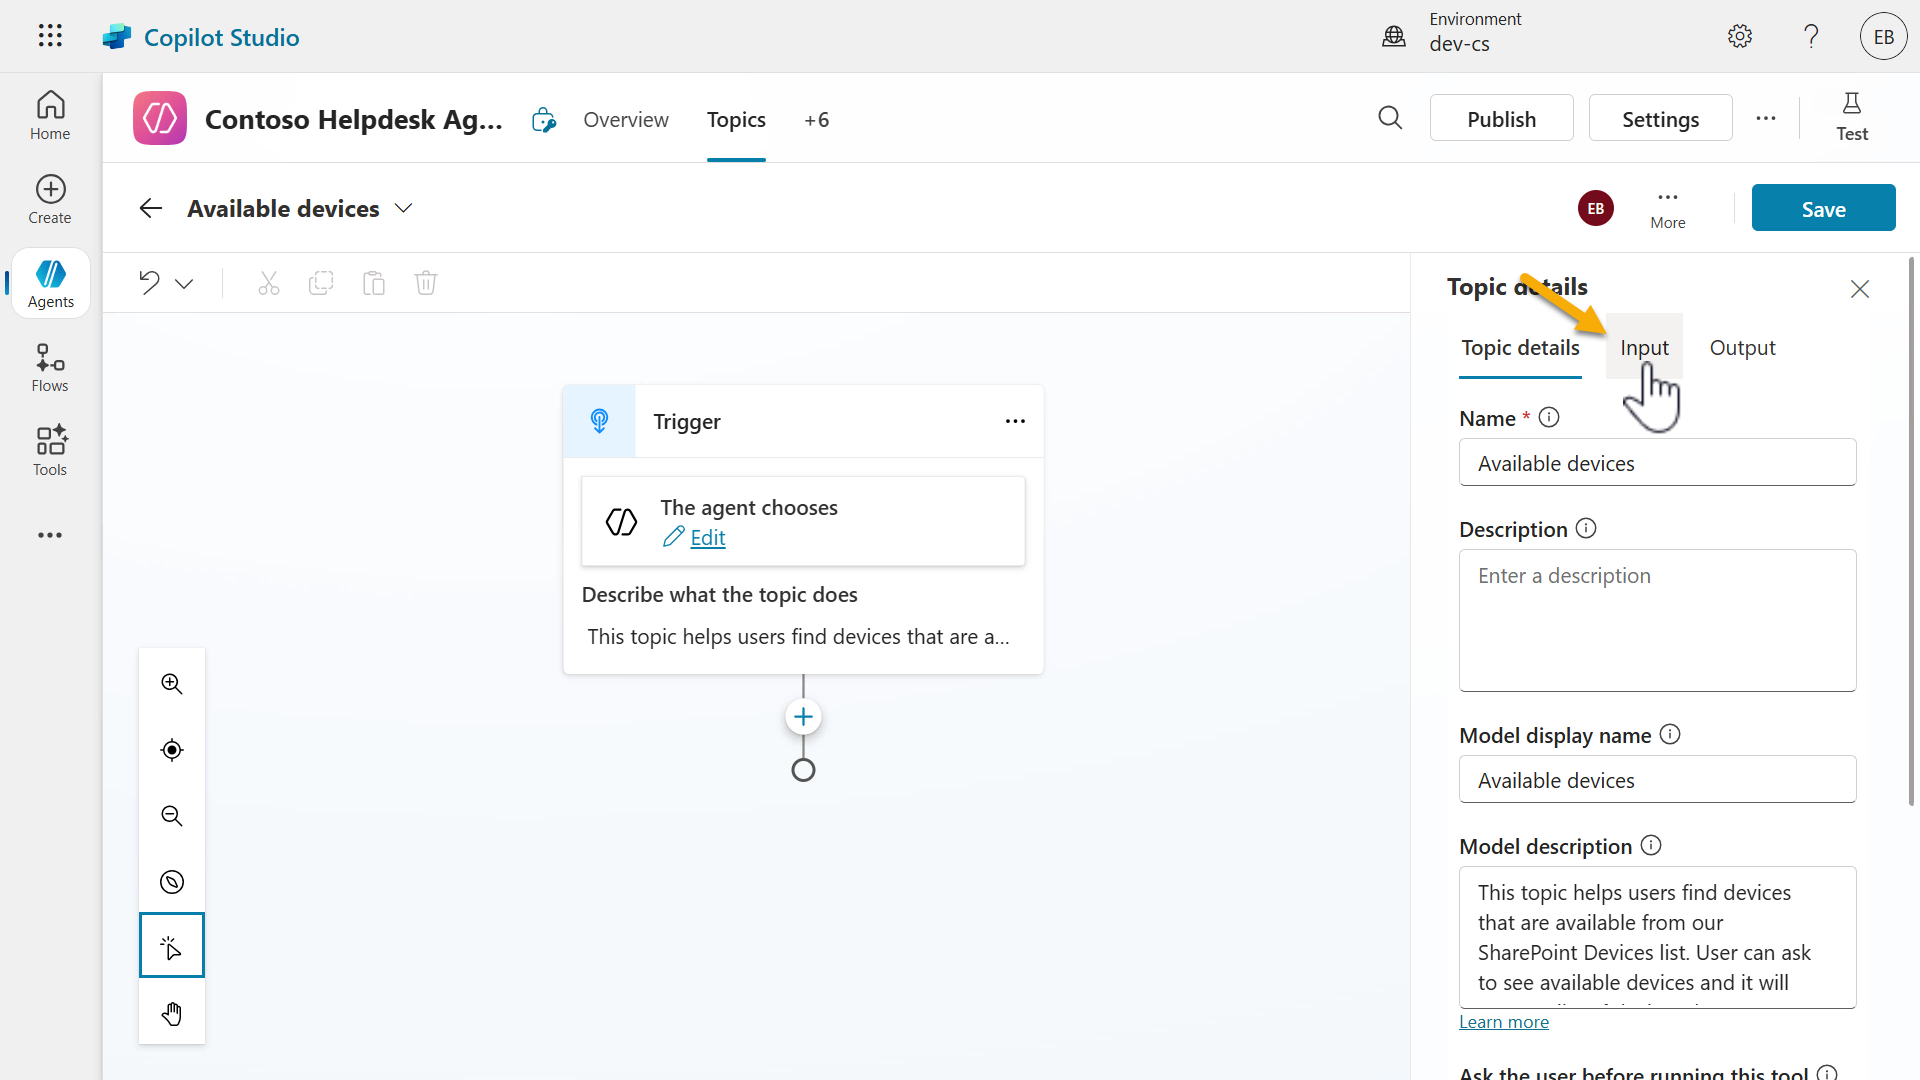 Copilot Studio
Environment
dev-cs
EB
Home
Create
Agents
Flows
Tools
Contoso Helpdesk Ag...
Overview
Topics
+6
Publish
Settings
Test
Available devices
EB
More
Save
Trigger
The agent chooses
Edit
Describe what the topic does
This topic helps users find devices that are a...
Topic details
Topic details
Input
Output
Name *
Available devices
Description
Enter a description
Model display name
Available devices
Model description
This topic helps users find devices
that are available from our
SharePoint Devices list. User can ask
to see available devices and it will
Learn more
Ask the user before running this tool